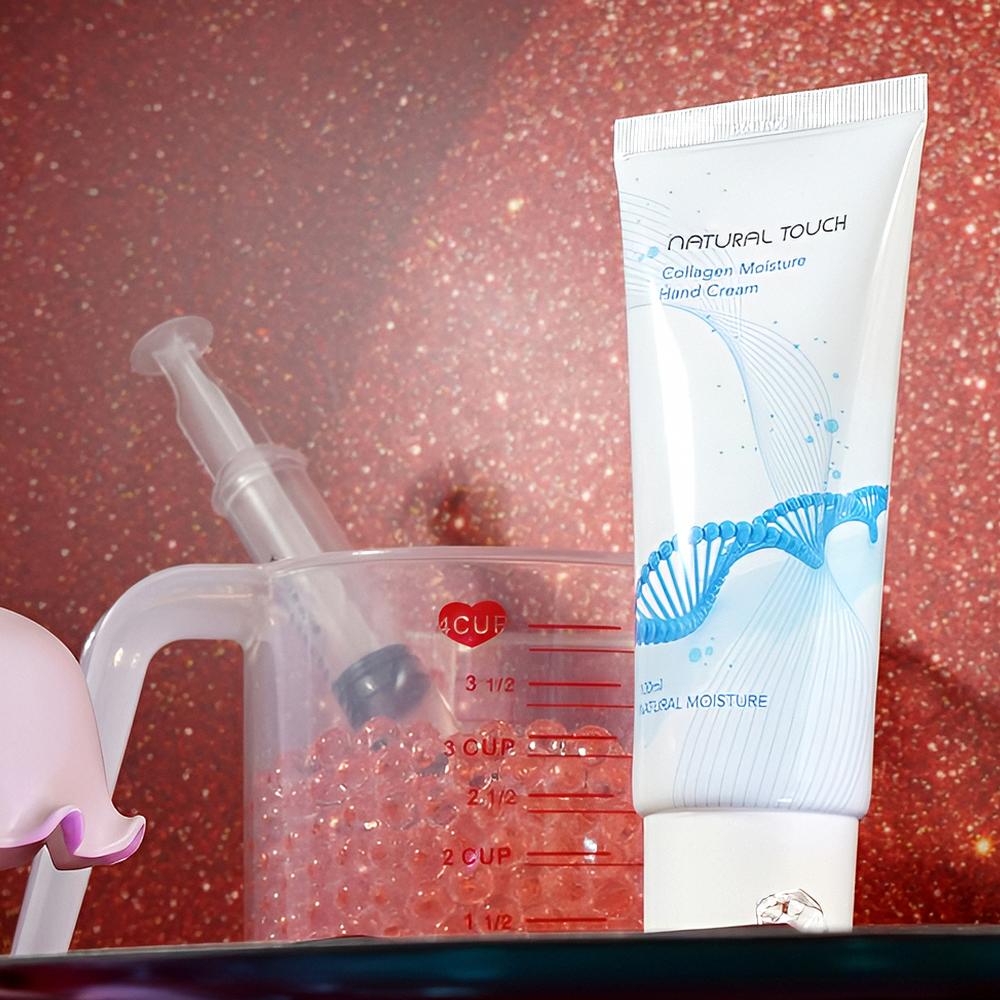 NATURAL TOUCH
Collagen Moisture
Hand Cream
NATURAL MOISTURE
4CUP
3 1/2
3 CUP
2 1/2
2 CUP
1 1/2